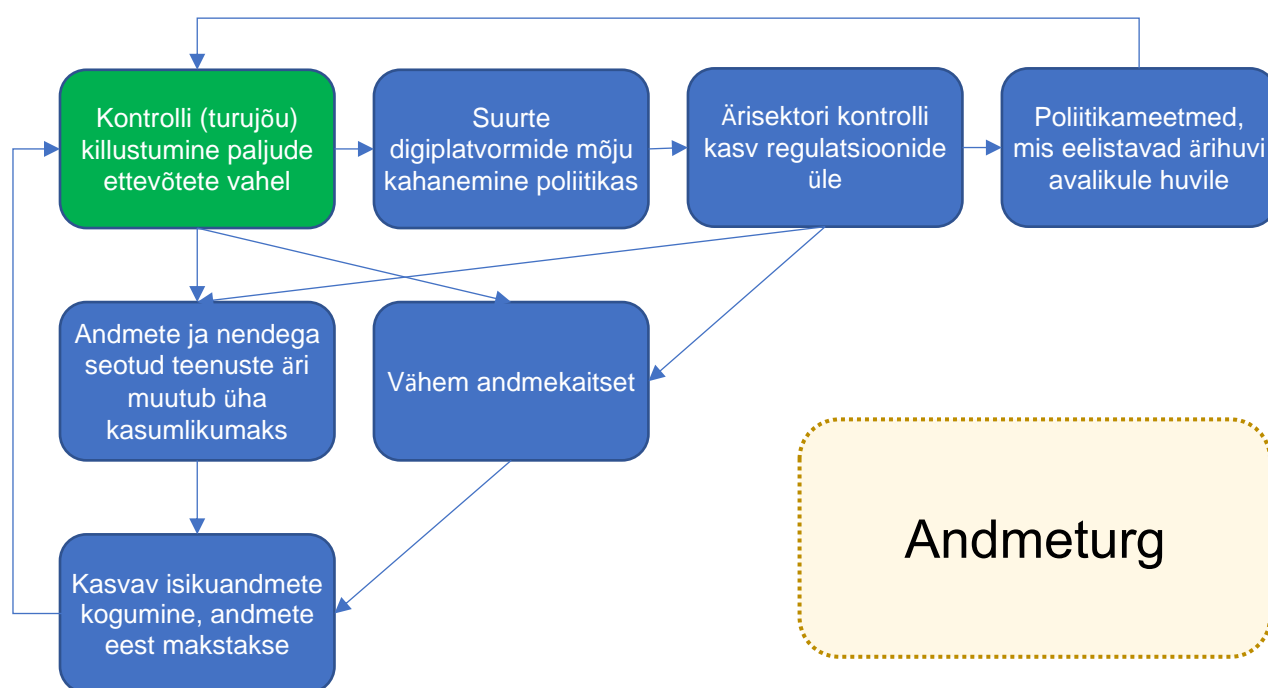 Kontrolli (turujõu)
killustumine paljude
ettevõtete vahel
Suurte
digiplatvormide mõju
kahanemine poliitikas
Ärisektori kontrolli
kasv regulatsioonide
üle
Poliitikameetmed,
mis eelistavad ärihuvi
avalikule huvile
Andmete ja nendega
seotud teenuste äri
muutub üha
kasumlikumaks
Vähem andmekaitset
Kasvav isikuandmete
kogumine, andmete
eest makstakse
Andmeturg